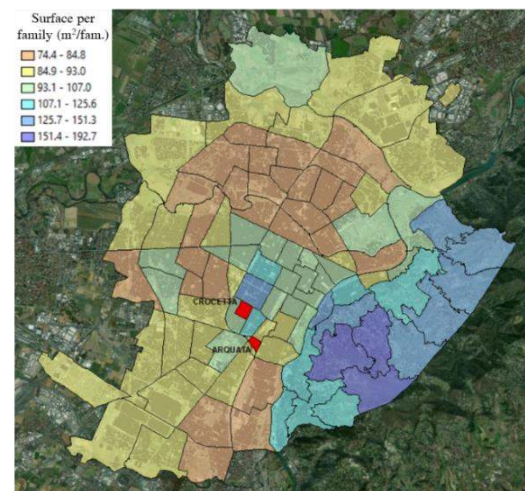 Surface per
family (m²/fam.)
74.4 - 84.8
84.9 - 93.0
93.1 - 107.0
107.1 - 125.6
125.7 - 151.3
151.4 - 192.7
CROCETTA
ARQUATA